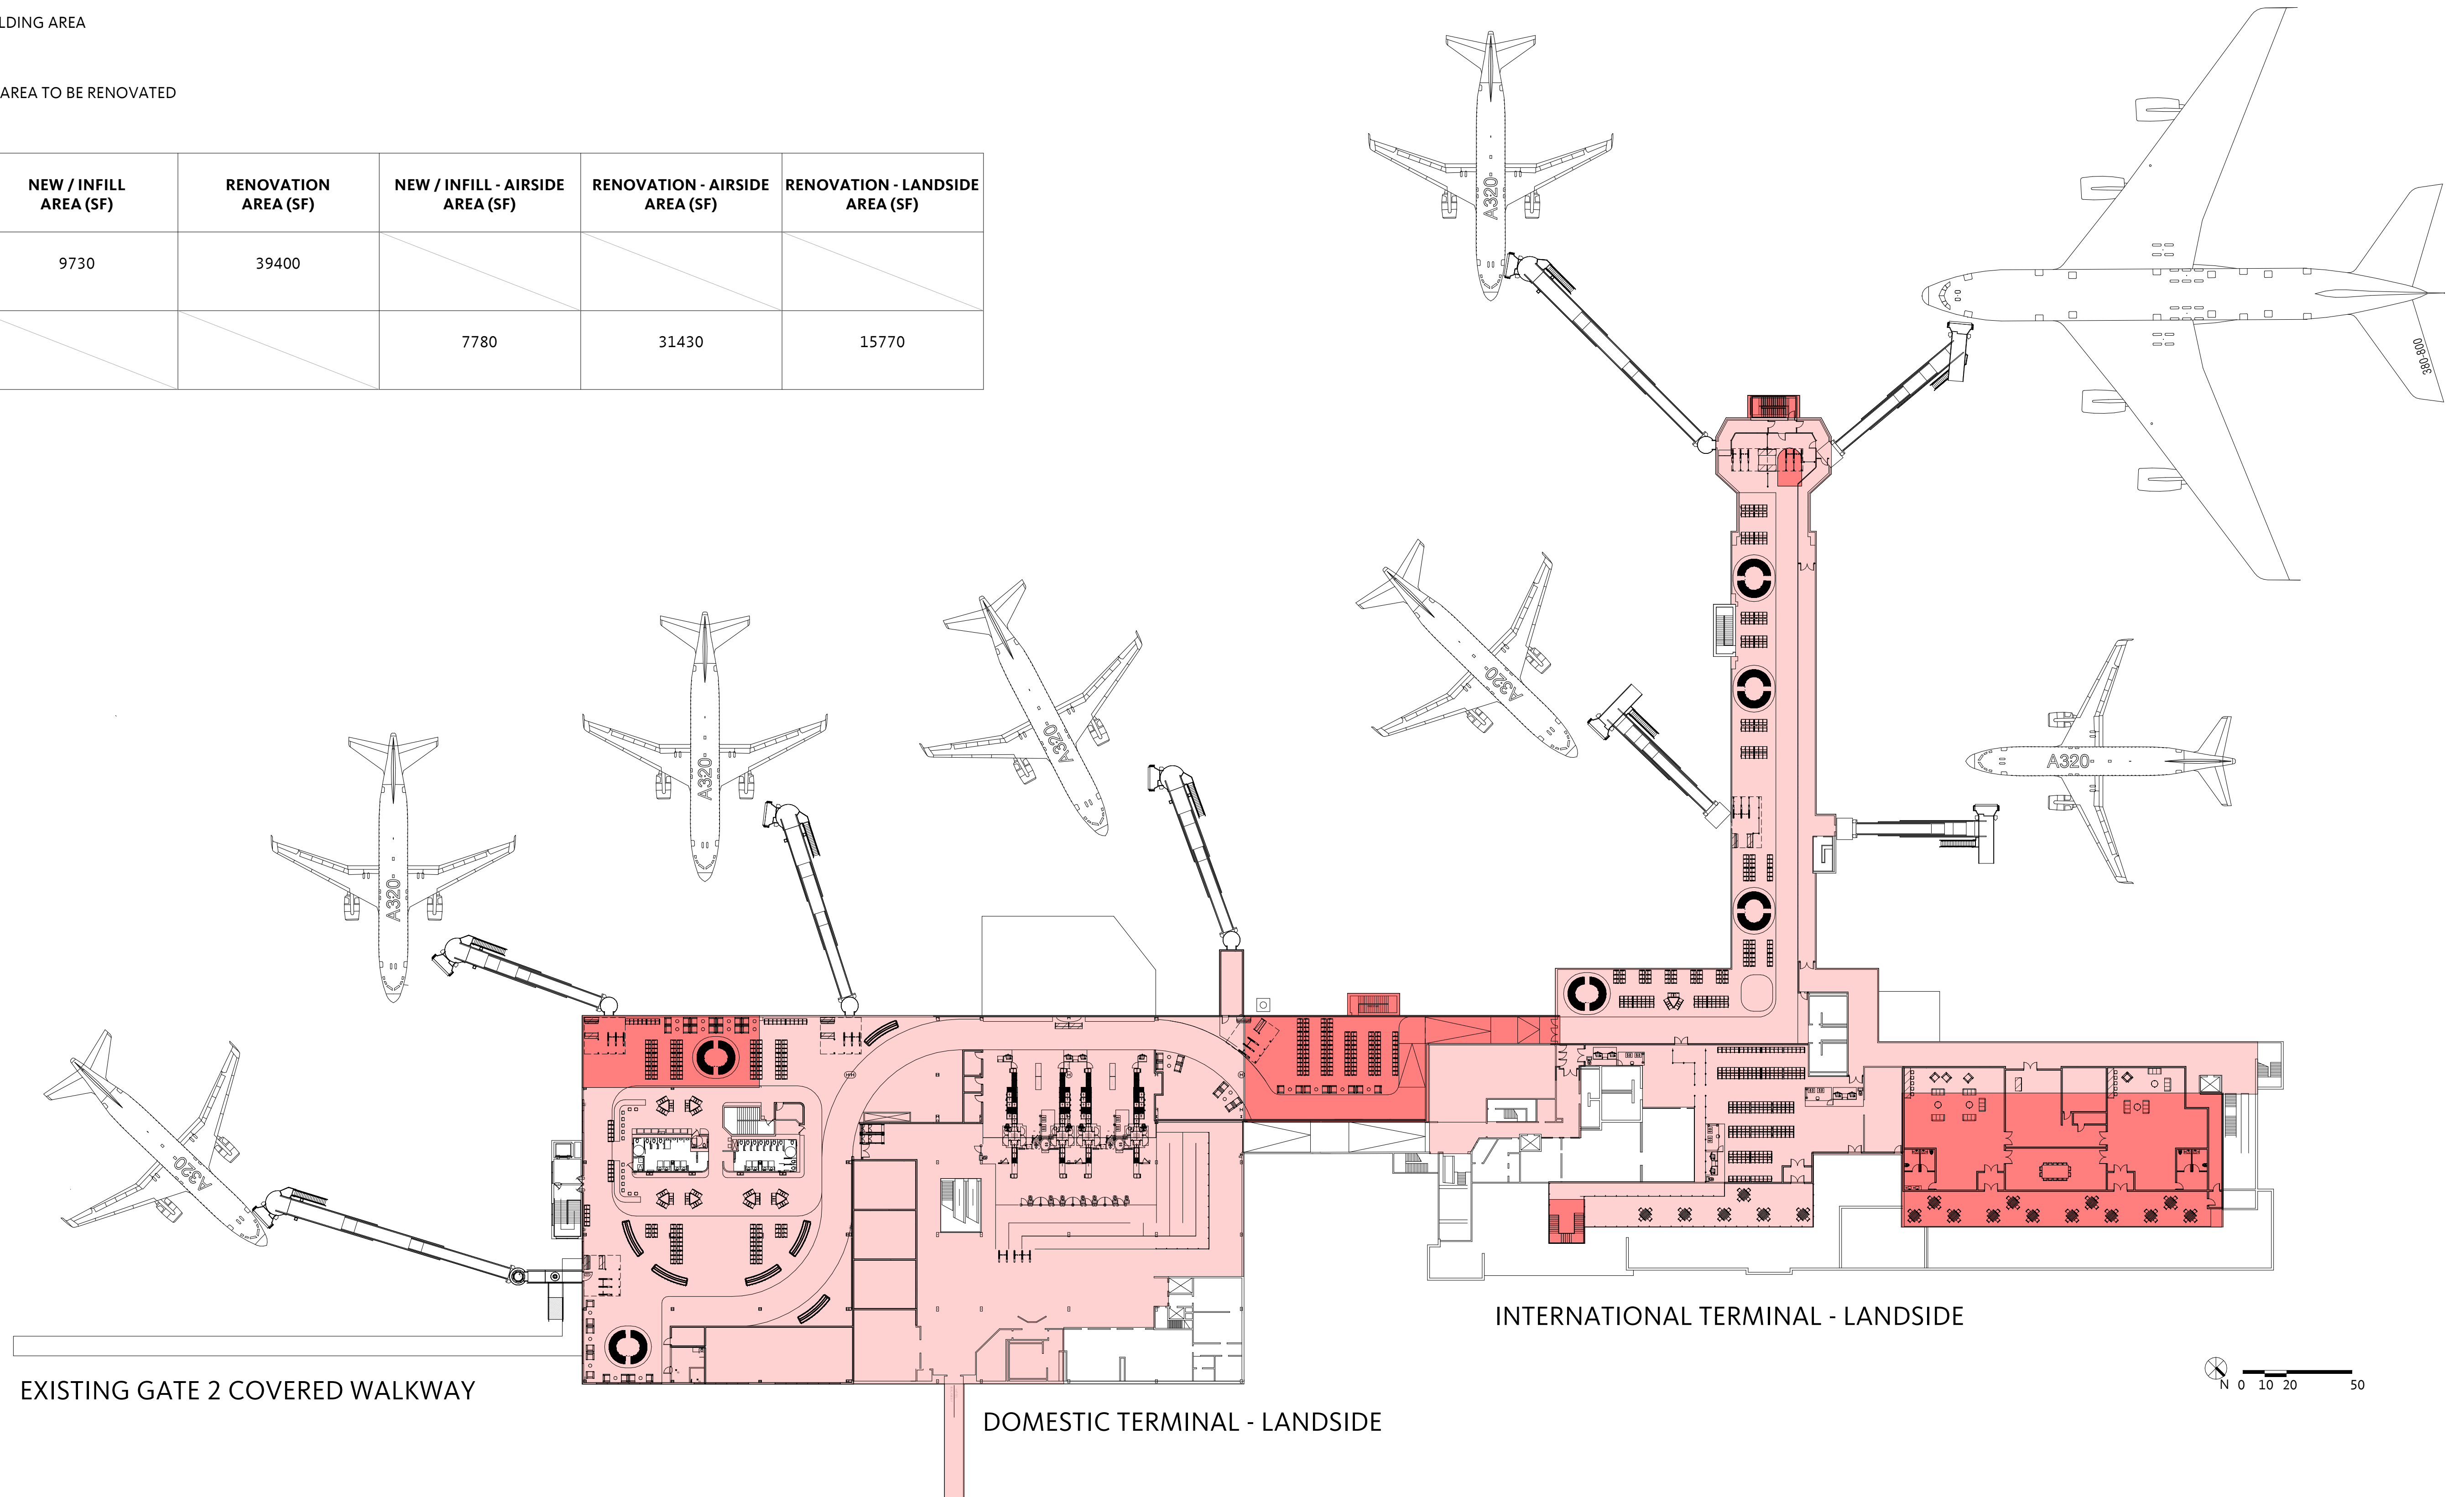 LDING AREA
AREA TO BE RENOVATED
NEW / INFILL
AREA (SF)
RENOVATION
AREA (SF)
NEW / INFILL - AIRSIDE
AREA (SF)
RENOVATION - AIRSIDE
AREA (SF)
RENOVATION - LANDSIDE
AREA (SF)
9730
39400
7780
31430
15770
A320
380-800
A320
A320
A320
A320
A320
A320
INTERNATIONAL TERMINAL - LANDSIDE
N 0 10 20 50
EXISTING GATE 2 COVERED WALKWAY
DOMESTIC TERMINAL - LANDSIDE